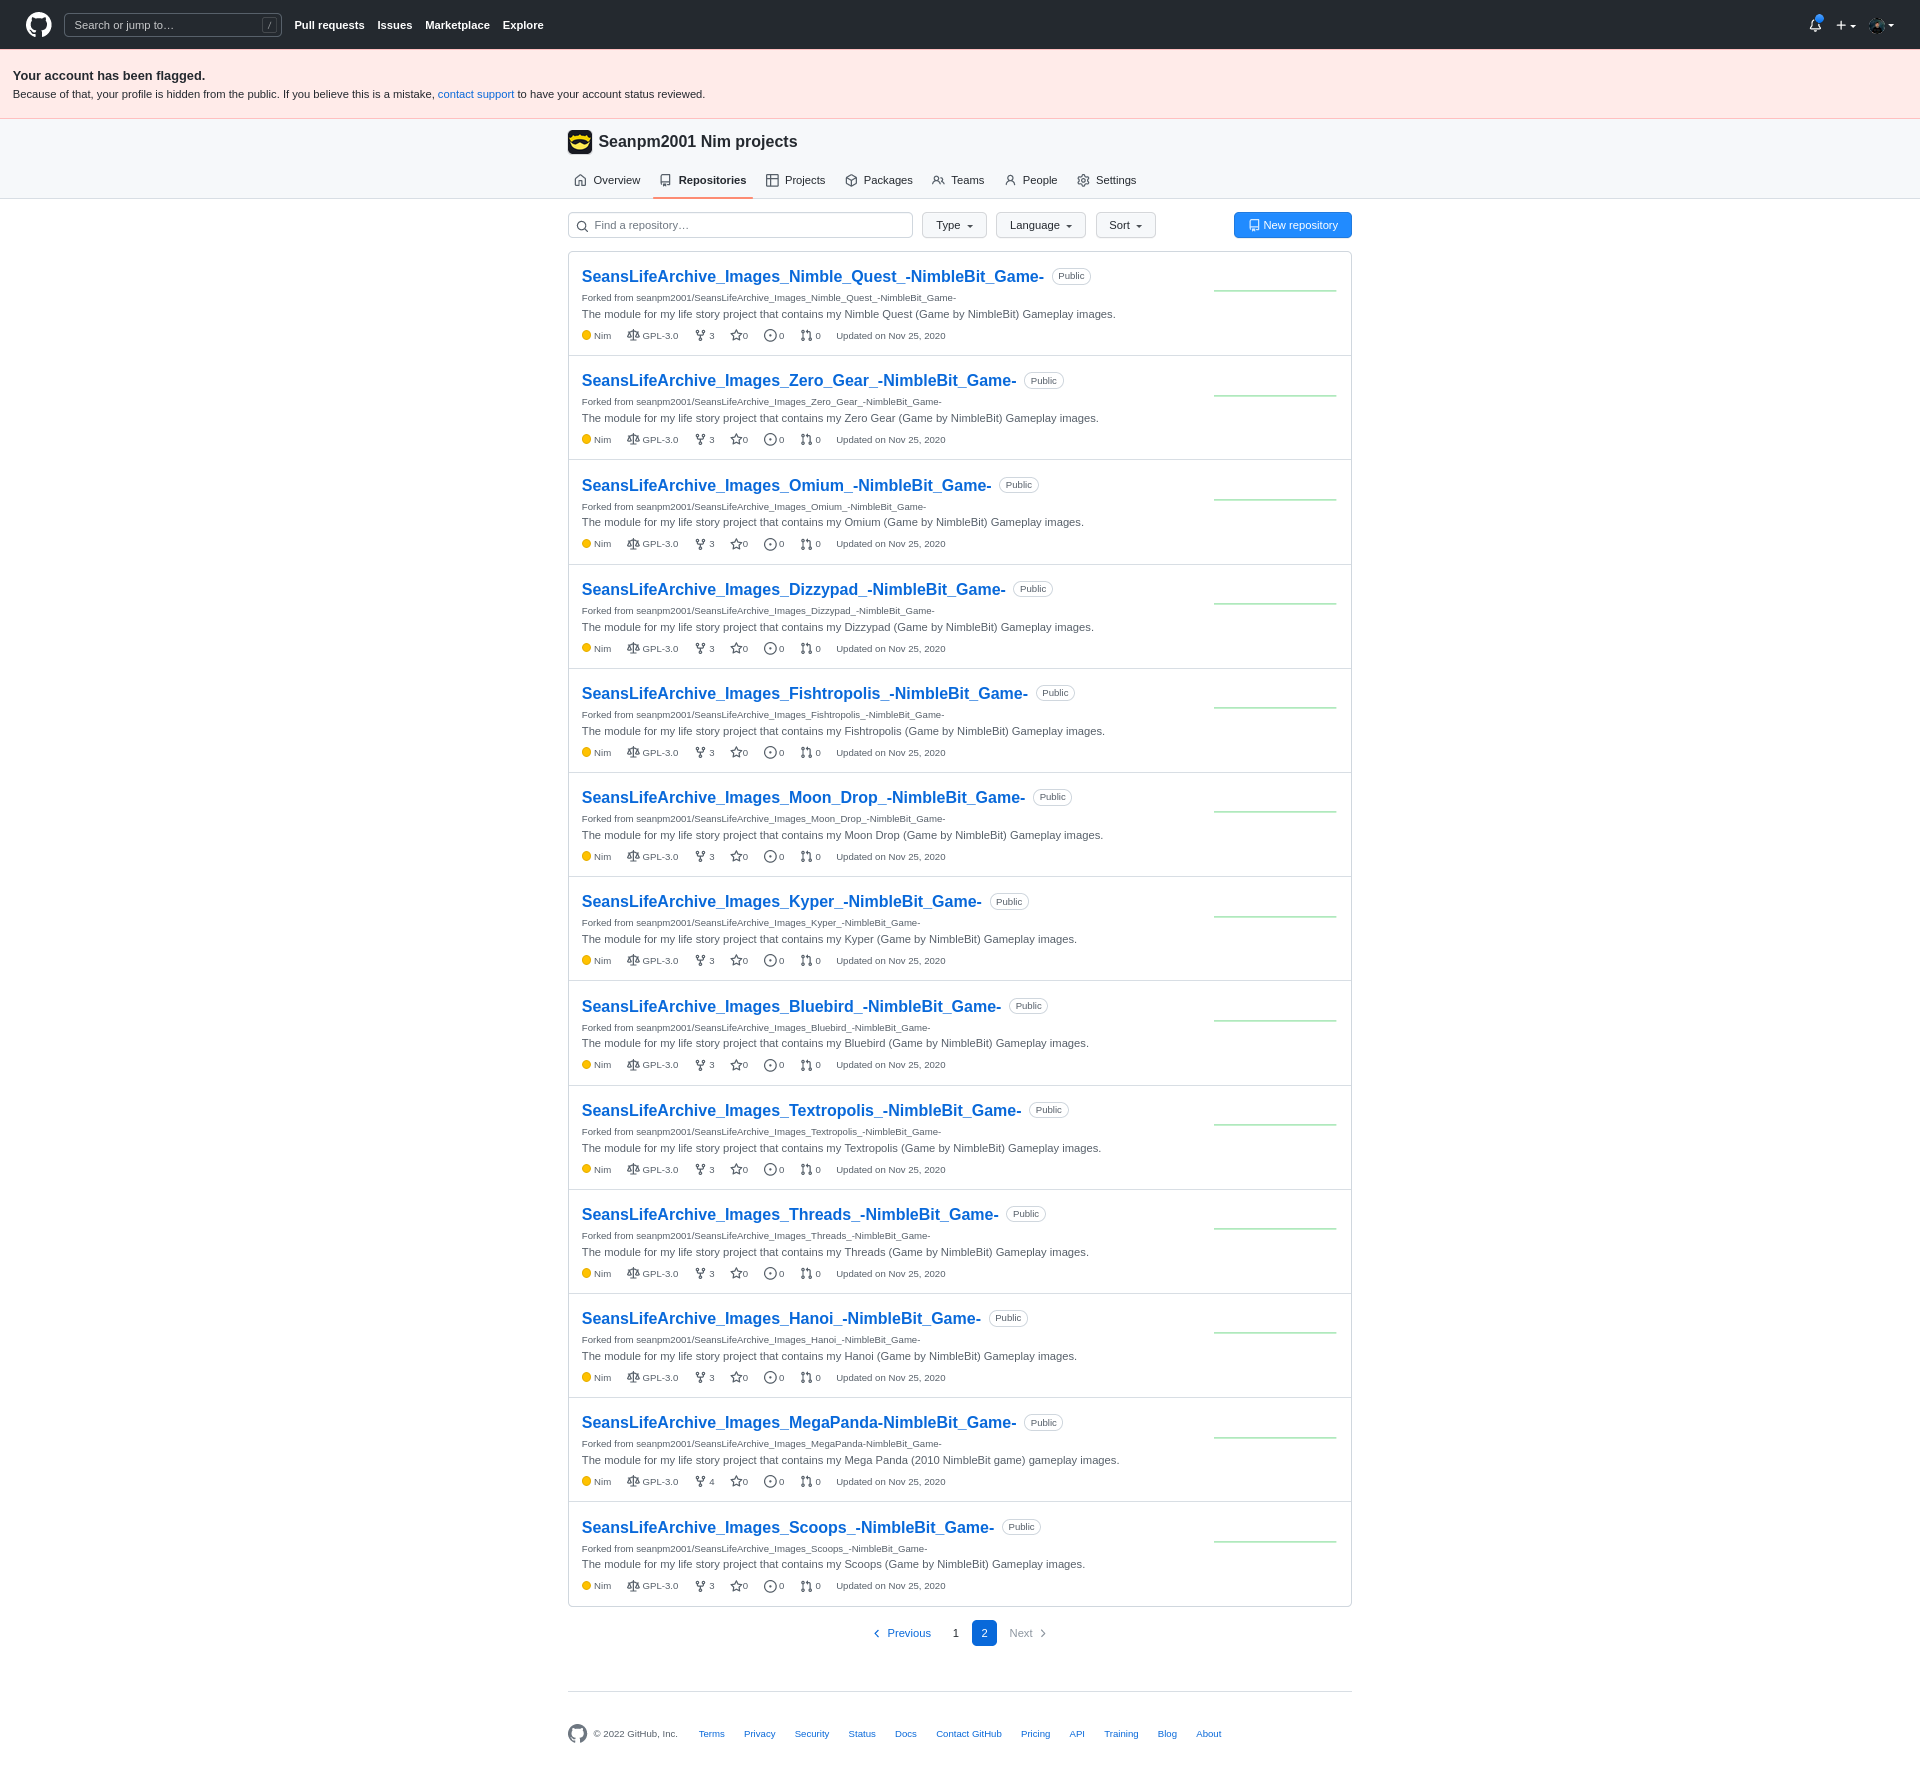 Search or jump to… /
Pull requests Issues Marketplace Explore
Your account has been flagged.
Because of that, your profile is hidden from the public. If you believe this is a mistake, contact support to have your account status reviewed.
Seanpm2001 Nim projects
Overview Repositories Projects Packages Teams People Settings
Find a repository… Type Language Sort New repository
SeansLifeArchive_Images_Nimble_Quest_-NimbleBit_Game- Public
Forked from seanpm2001/SeansLifeArchive_Images_Nimble_Quest_-NimbleBit_Game-
The module for my life story project that contains my Nimble Quest (Game by NimbleBit) Gameplay images.
Nim GPL-3.0 3 0 0 0 Updated on Nov 25, 2020
SeansLifeArchive_Images_Zero_Gear_-NimbleBit_Game- Public
Forked from seanpm2001/SeansLifeArchive_Images_Zero_Gear_-NimbleBit_Game-
The module for my life story project that contains my Zero Gear (Game by NimbleBit) Gameplay images.
Nim GPL-3.0 3 0 0 0 Updated on Nov 25, 2020
SeansLifeArchive_Images_Omium_-NimbleBit_Game- Public
Forked from seanpm2001/SeansLifeArchive_Images_Omium_-NimbleBit_Game-
The module for my life story project that contains my Omium (Game by NimbleBit) Gameplay images.
Nim GPL-3.0 3 0 0 0 Updated on Nov 25, 2020
SeansLifeArchive_Images_Dizzypad_-NimbleBit_Game- Public
Forked from seanpm2001/SeansLifeArchive_Images_Dizzypad_-NimbleBit_Game-
The module for my life story project that contains my Dizzypad (Game by NimbleBit) Gameplay images.
Nim GPL-3.0 3 0 0 0 Updated on Nov 25, 2020
SeansLifeArchive_Images_Fishtropolis_-NimbleBit_Game- Public
Forked from seanpm2001/SeansLifeArchive_Images_Fishtropolis_-NimbleBit_Game-
The module for my life story project that contains my Fishtropolis (Game by NimbleBit) Gameplay images.
Nim GPL-3.0 3 0 0 0 Updated on Nov 25, 2020
SeansLifeArchive_Images_Moon_Drop_-NimbleBit_Game- Public
Forked from seanpm2001/SeansLifeArchive_Images_Moon_Drop_-NimbleBit_Game-
The module for my life story project that contains my Moon Drop (Game by NimbleBit) Gameplay images.
Nim GPL-3.0 3 0 0 0 Updated on Nov 25, 2020
SeansLifeArchive_Images_Kyper_-NimbleBit_Game- Public
Forked from seanpm2001/SeansLifeArchive_Images_Kyper_-NimbleBit_Game-
The module for my life story project that contains my Kyper (Game by NimbleBit) Gameplay images.
Nim GPL-3.0 3 0 0 0 Updated on Nov 25, 2020
SeansLifeArchive_Images_Bluebird_-NimbleBit_Game- Public
Forked from seanpm2001/SeansLifeArchive_Images_Bluebird_-NimbleBit_Game-
The module for my life story project that contains my Bluebird (Game by NimbleBit) Gameplay images.
Nim GPL-3.0 3 0 0 0 Updated on Nov 25, 2020
SeansLifeArchive_Images_Textropolis_-NimbleBit_Game- Public
Forked from seanpm2001/SeansLifeArchive_Images_Textropolis_-NimbleBit_Game-
The module for my life story project that contains my Textropolis (Game by NimbleBit) Gameplay images.
Nim GPL-3.0 3 0 0 0 Updated on Nov 25, 2020
SeansLifeArchive_Images_Threads_-NimbleBit_Game- Public
Forked from seanpm2001/SeansLifeArchive_Images_Threads_-NimbleBit_Game-
The module for my life story project that contains my Threads (Game by NimbleBit) Gameplay images.
Nim GPL-3.0 3 0 0 0 Updated on Nov 25, 2020
SeansLifeArchive_Images_Hanoi_-NimbleBit_Game- Public
Forked from seanpm2001/SeansLifeArchive_Images_Hanoi_-NimbleBit_Game-
The module for my life story project that contains my Hanoi (Game by NimbleBit) Gameplay images.
Nim GPL-3.0 3 0 0 0 Updated on Nov 25, 2020
SeansLifeArchive_Images_MegaPanda-NimbleBit_Game- Public
Forked from seanpm2001/SeansLifeArchive_Images_MegaPanda-NimbleBit_Game-
The module for my life story project that contains my Mega Panda (2010 NimbleBit game) gameplay images.
Nim GPL-3.0 4 0 0 0 Updated on Nov 25, 2020
SeansLifeArchive_Images_Scoops_-NimbleBit_Game- Public
Forked from seanpm2001/SeansLifeArchive_Images_Scoops_-NimbleBit_Game-
The module for my life story project that contains my Scoops (Game by NimbleBit) Gameplay images.
Nim GPL-3.0 3 0 0 0 Updated on Nov 25, 2020
Previous 1 2 Next
© 2022 GitHub, Inc. Terms Privacy Security Status Docs Contact GitHub Pricing API Training Blog About